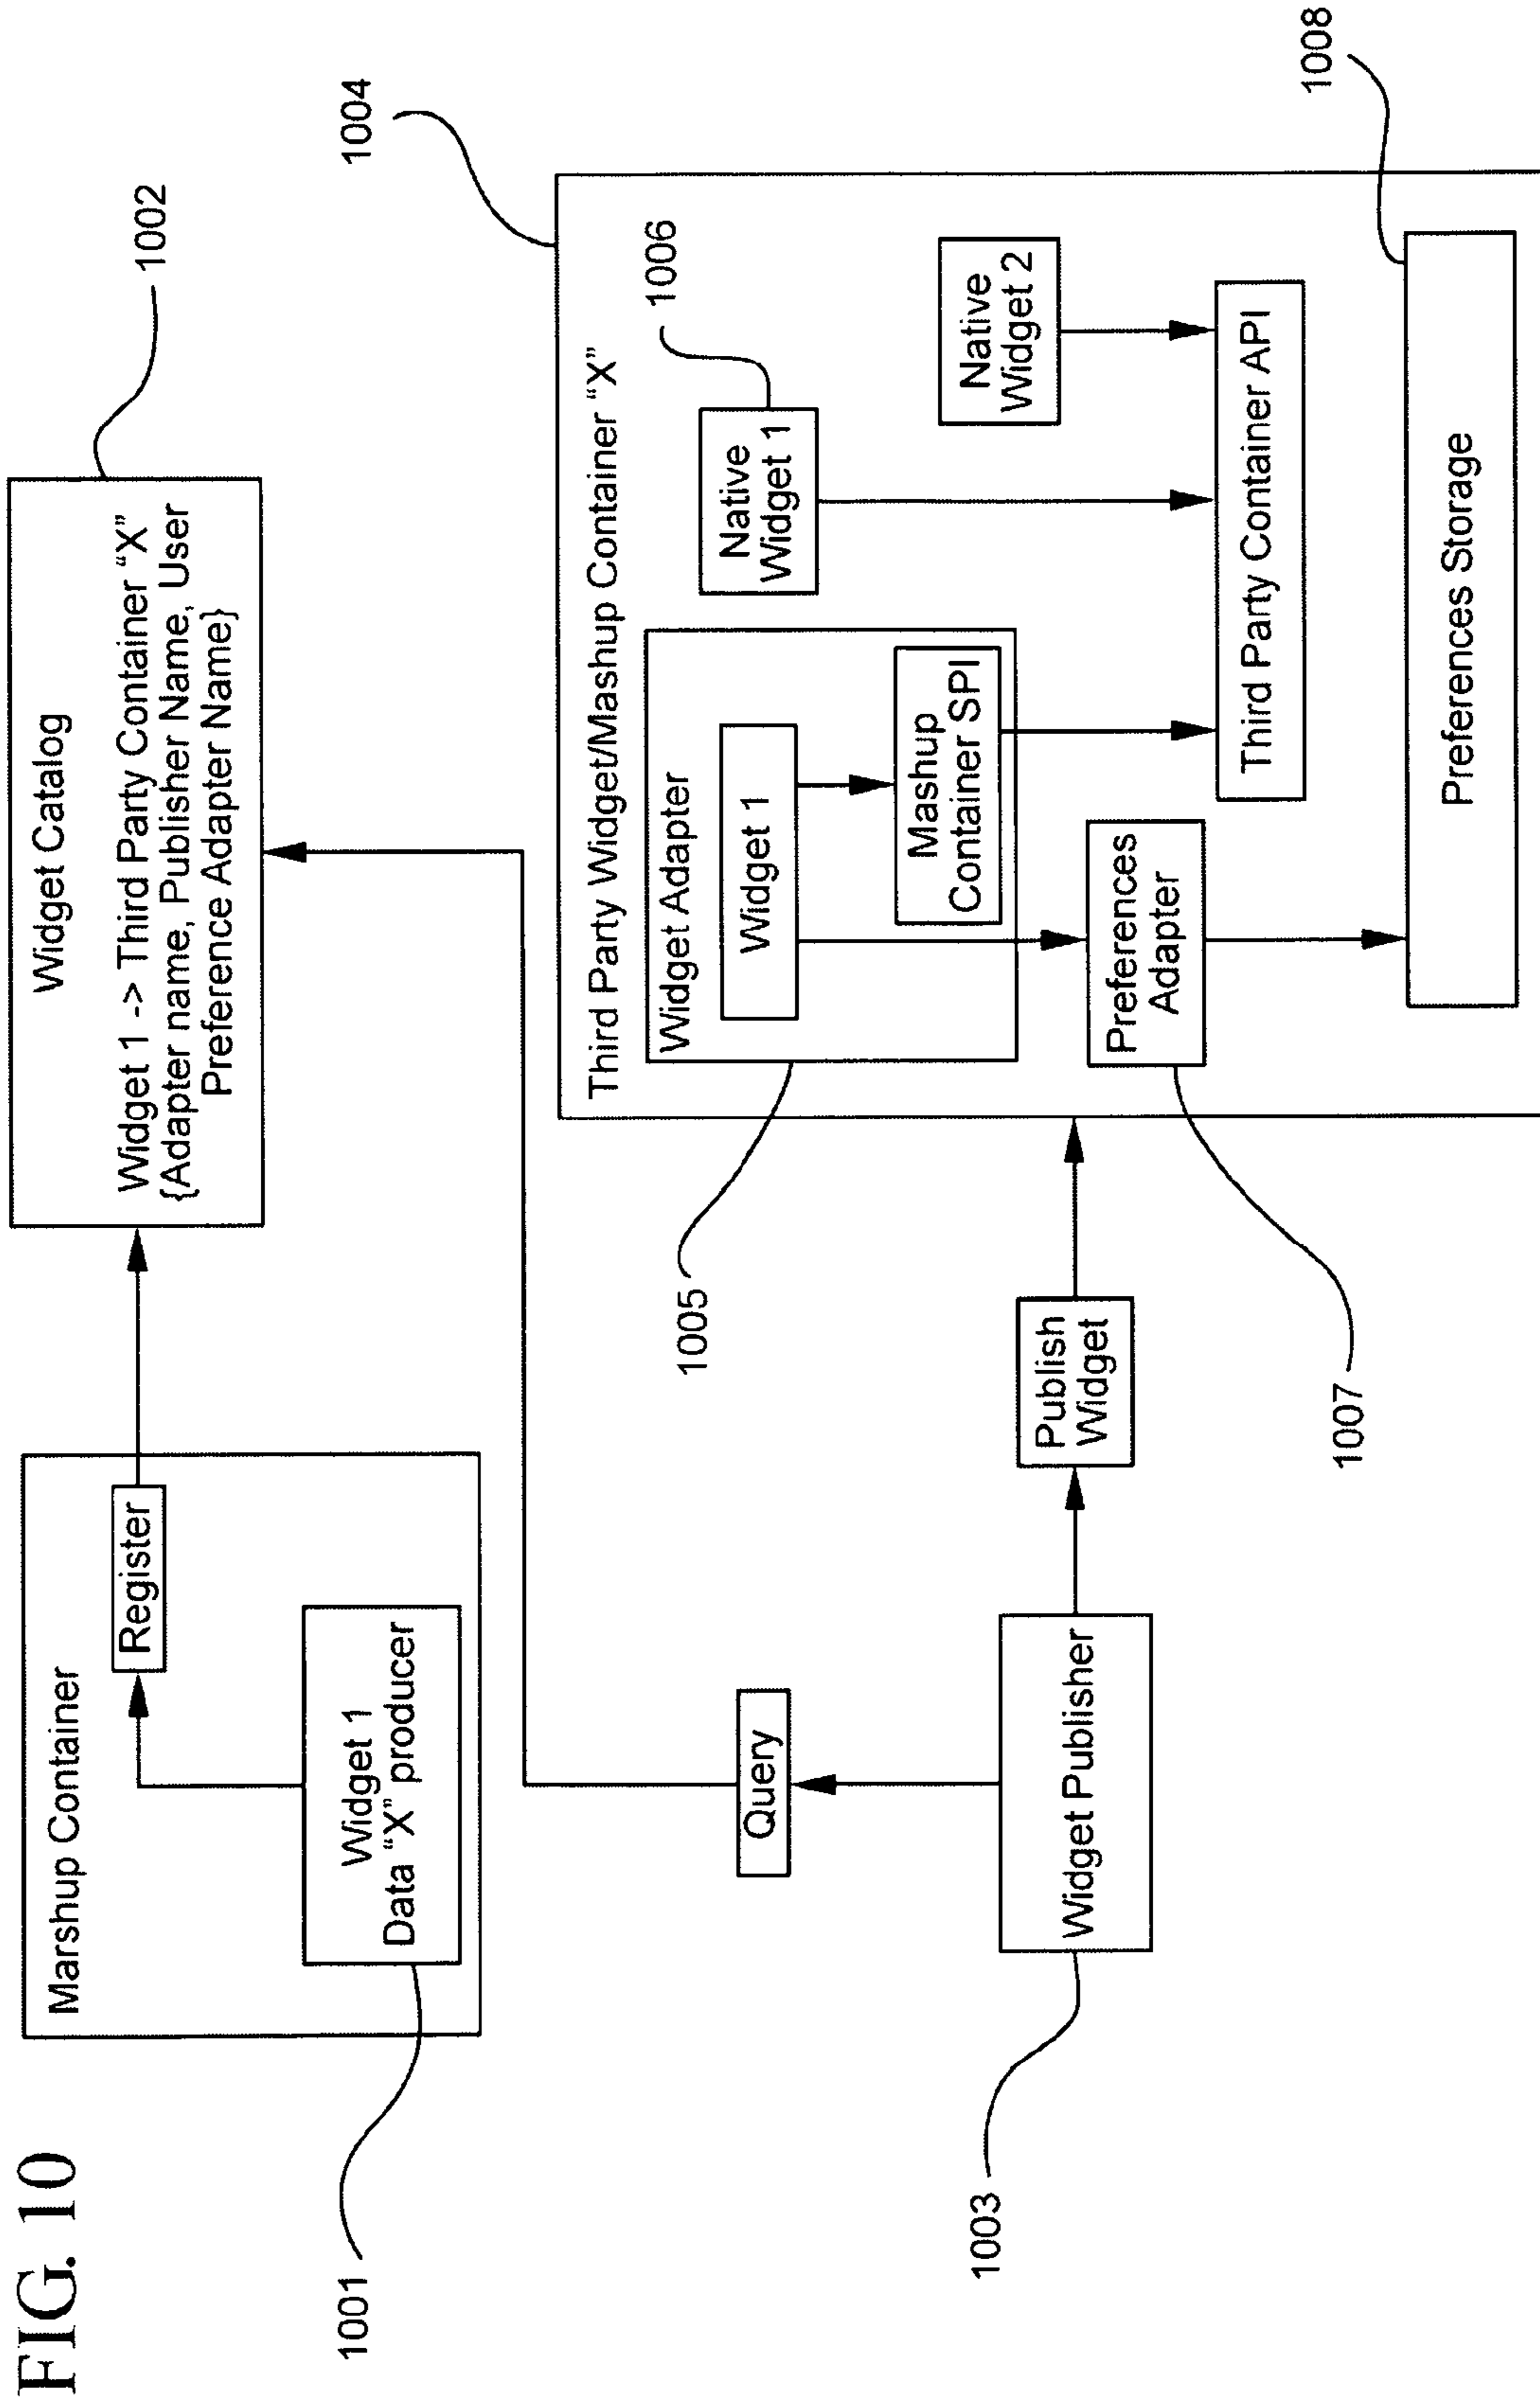 FIG. 10
Marshup Container
Register
Widget 1
Data “X” producer
1001
Widget Catalog
Widget 1 -> Third Party Container “X”
{Adapter name, Publisher Name, User
Preference Adapter Name}
1002
Query
Widget Publisher
1003
Publish
Widget
1004
Third Party Widget/Mashup Container “X”
Widget Adapter
Widget 1
Mashup
Container SPI
1005
Native
Widget 1
1006
Native
Widget 2
Preferences
Adapter
1007
Third Party Container API
Preferences Storage
1008